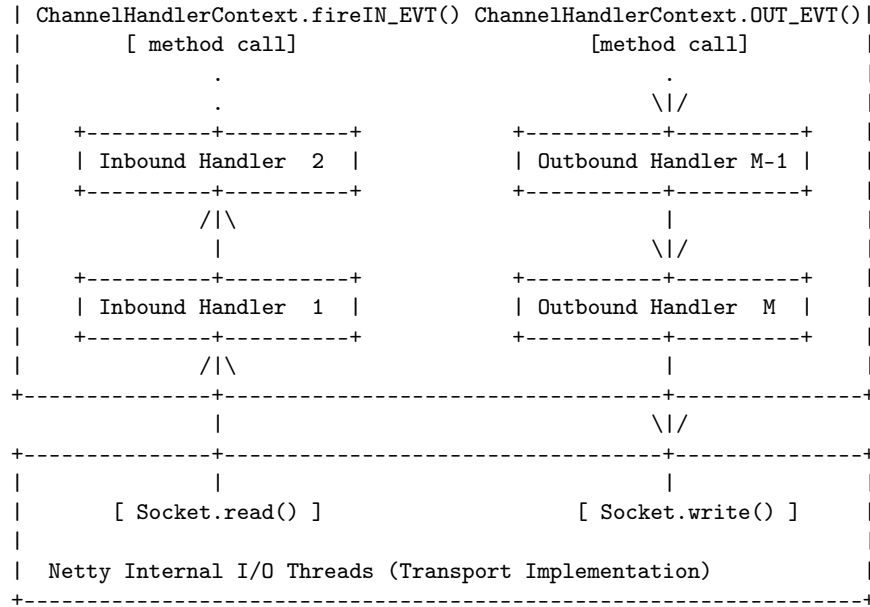 | ChannelHandlerContext.fireIN_EVT() ChannelHandlerContext.OUT_EVT()|
|        [ method call]                       [method call]         |
|               .                                   .               |
|               .                                  \|/              |
|    +----------+----------+            +-----------+----------+    |
|    | Inbound Handler  2  |            | Outbound Handler M-1 |    |
|    +----------+----------+            +-----------+----------+    |
|              /|\                                  |               |
|               |                                  \|/              |
|    +----------+----------+            +-----------+----------+    |
|    | Inbound Handler  1  |            | Outbound Handler  M  |    |
|    +----------+----------+            +-----------+----------+    |
|              /|\                                  |               |
+---------------+-----------------------------------+---------------+
                |                                  \|/
+---------------+-----------------------------------+---------------+
|               |                                   |               |
|       [ Socket.read() ]                    [ Socket.write() ]     |
|                                                                   |
|  Netty Internal I/O Threads (Transport Implementation)            |
+-------------------------------------------------------------------+